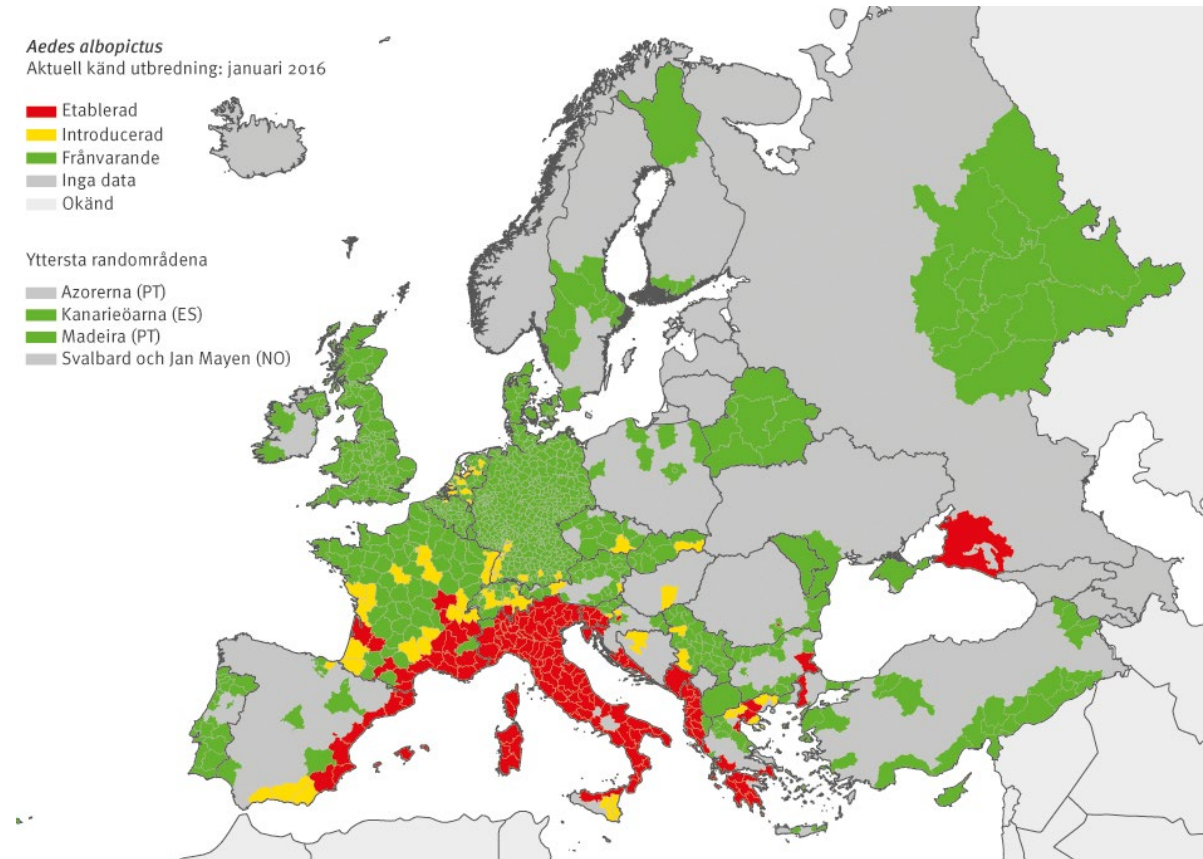 Aedes albopictus
Aktuell känd utbredning: januari 2016
Etablerad
Introducerad
Frånvarande
Inga data
Okänd
Yttersta randområdena
Azorerna (PT)
Kanarieöarna (ES)
Madeira (PT)
Svalbard och Jan Mayen (NO)